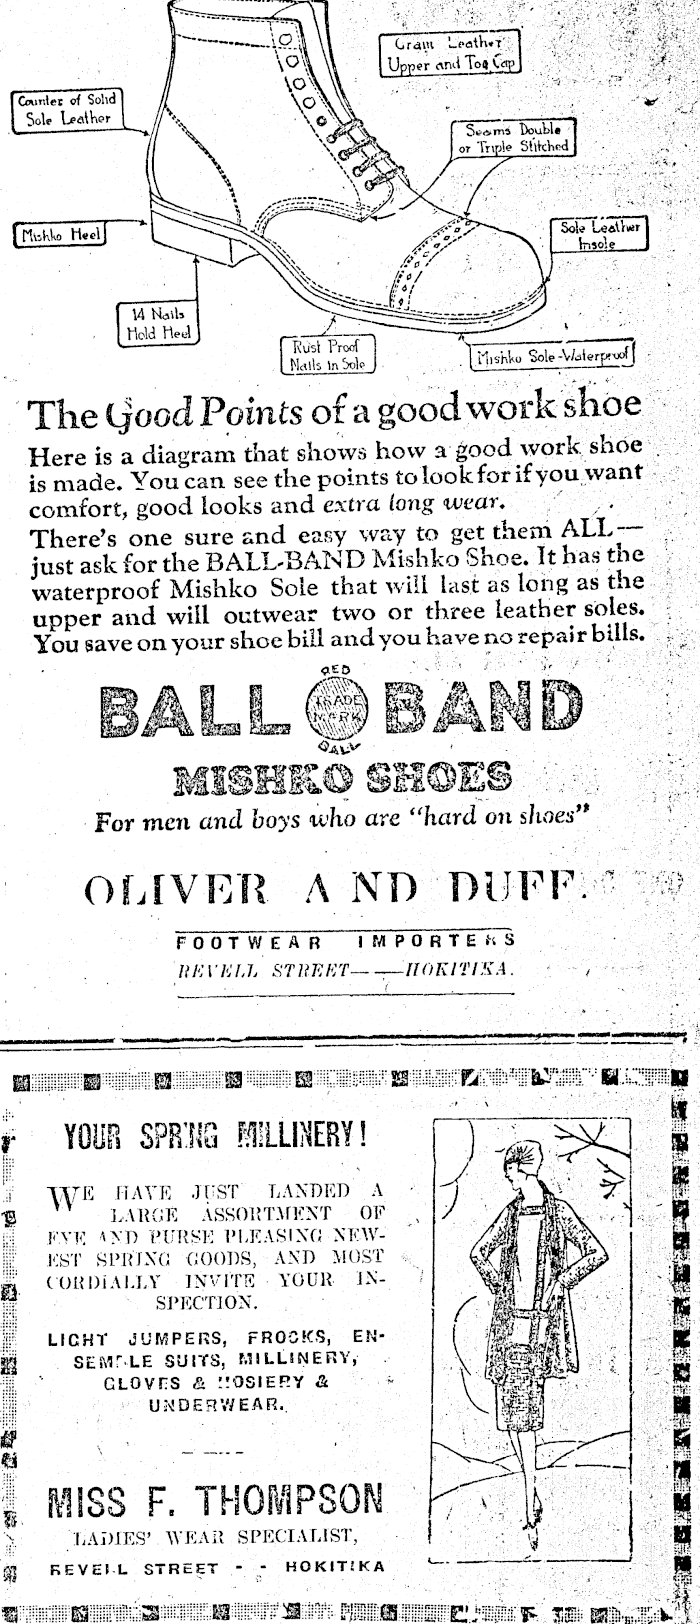 Grain Leather
Upper and Toe Cap
Counter of Solid
Sole Leather
Seams Double
or Triple Stitched
Mishko Heel
Sole Leather
Insole
14 Nails
Hold Heel
Rust Proof
Nails in Sole
Mishko Sole-Waterproof
The Good Points of a good work shoe
Here is a diagram that shows how a good work shoe
is made. You can see the points to look for if you want
comfort, good looks and extra long wear.
There's one sure and easy way to get them ALL—
just ask for the BALL-BAND Mishko Shoe. It has the
waterproof Mishko Sole that will last as long as the
upper and will outwear two or three leather soles.
You save on your shoe bill and you have no repair bills.
RED
BALL TRADE MARK BAND
BALL
MISHKO SHOES
For men and boys who are "hard on shoes"
OLIVER AND DUFF.
FOOTWEAR IMPORTERS
REVELL STREET— —HOKITIKA.
YOUR SPRING MILLINERY!
WE HAVE JUST LANDED A
LARGE ASSORTMENT OF
EYE AND PURSE PLEASING NEW-
EST SPRING GOODS, AND MOST
CORDIALLY INVITE YOUR IN-
SPECTION.
LIGHT JUMPERS, FROCKS, EN-
SEMBLE SUITS, MILLINERY,
GLOVES & HOSIERY &
UNDERWEAR.
MISS F. THOMPSON
LADIES' WEAR SPECIALIST,
REVELL STREET - - HOKITIKA